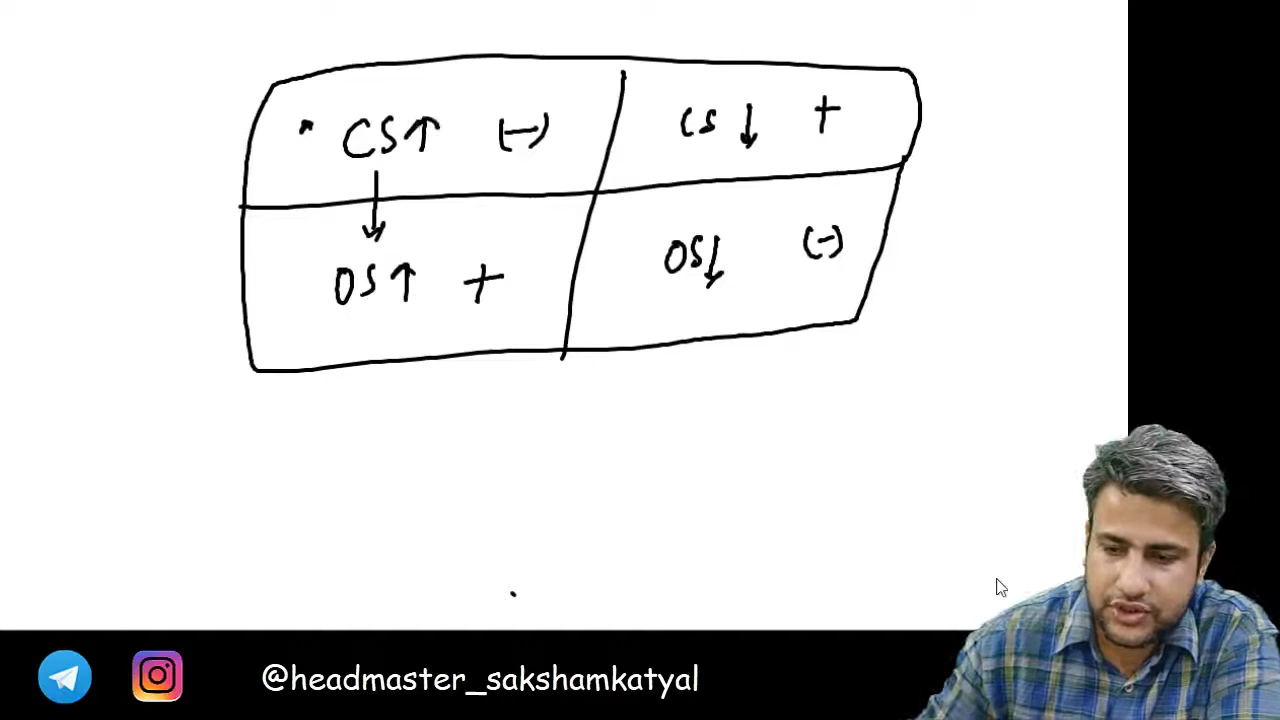 CS↑ (-) CS↓ +
OS↑ + OS↓ (-)
@headmaster_sakshamkatyal